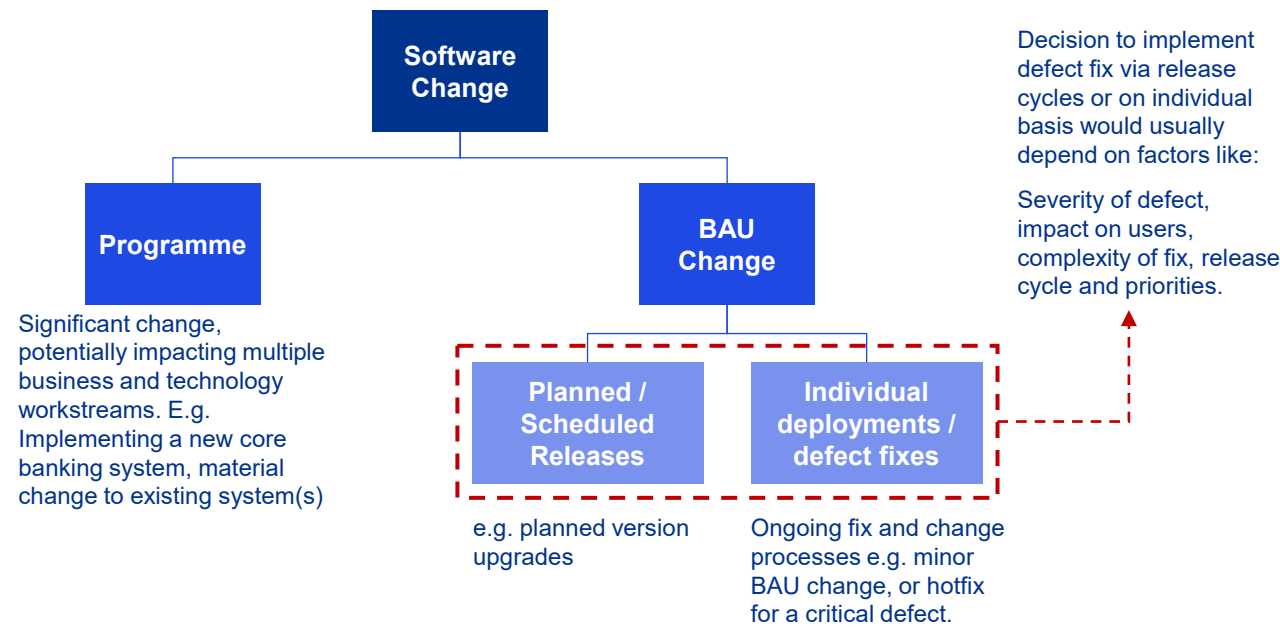 Software
Change
Decision to implement
defect fix via release
cycles or on individual
basis would usually
depend on factors like:
Severity of defect,
impact on users,
complexity of fix, release
cycle and priorities.
Programme
BAU
Change
Significant change,
potentially impacting multiple
business and technology
workstreams. E.g.
Implementing a new core
banking system, material
change to existing system(s)
Planned /
Scheduled
Releases
Individual
deployments /
defect fixes
e.g. planned version
upgrades
Ongoing fix and change
processes e.g. minor
BAU change, or hotfix
for a critical defect.